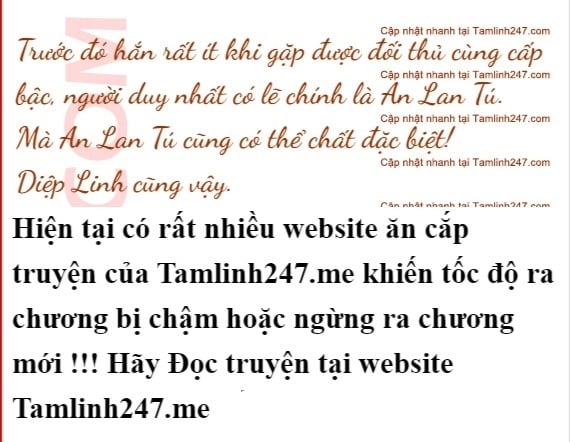 Cập nhật nhanh tại Tamlinh247.com
Trước đó hắn rất ít khi gặp được đối thủ cùng cấp
Cập nhật nhanh tại Tamlinh247.com
bậc, người duy nhất có lẽ chính là An Lan Tú.
Cập nhật nhanh tại Tamlinh247.com
Mà An Lan Tú cũng có thể chất đặc biệt!
Cập nhật nhanh tại Tamlinh247.com
Diệp Linh cũng vậy.
Cập nhật nhanh tại Tamlinh247.com
COM
Hiện tại có rất nhiều website ăn cắp
truyện của Tamlinh247.me khiến tốc độ ra
chương bị chậm hoặc ngừng ra chương
mới !!! Hãy Đọc truyện tại website
Tamlinh247.me